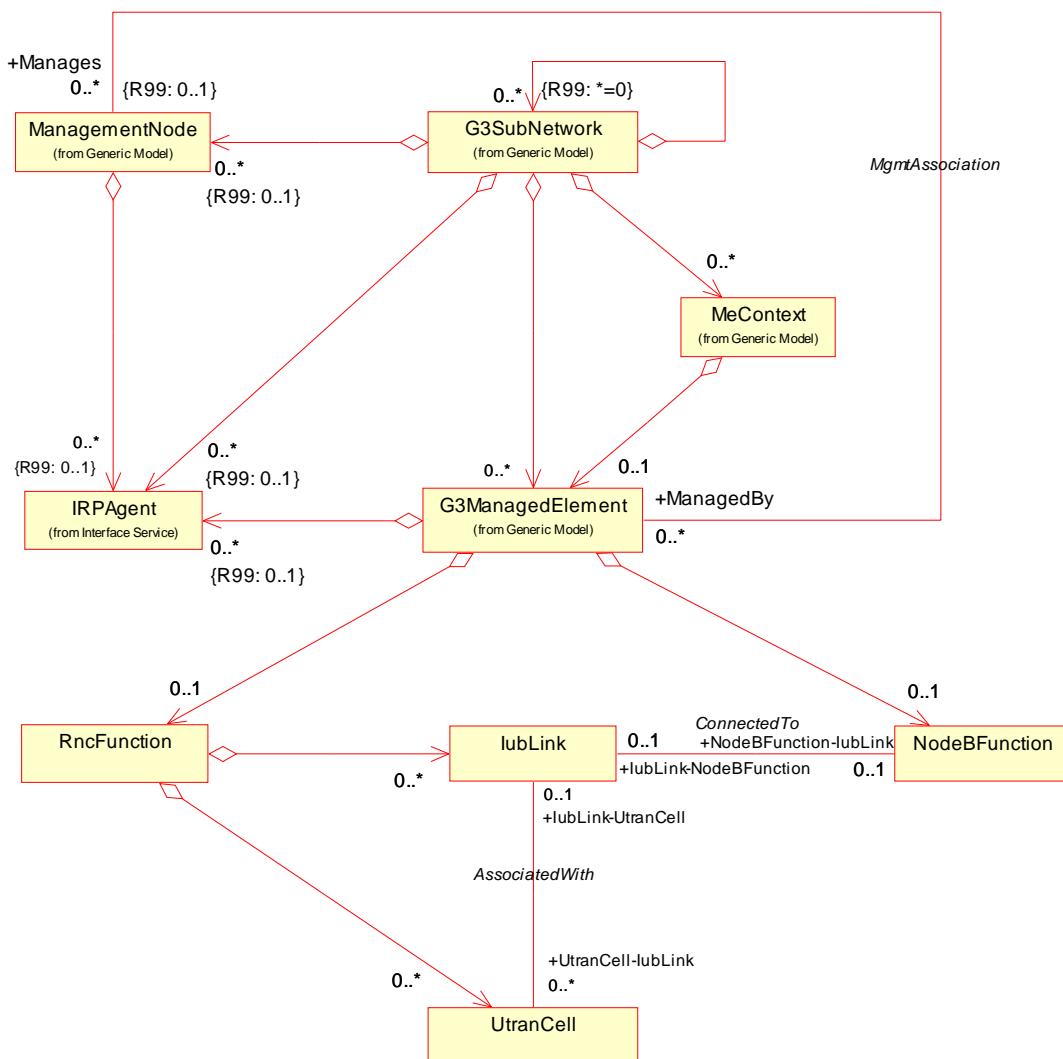 +Manages
0..*
{R99: 0..1}
0..*
{R99: *=0}
ManagementNode
(from Generic Model)
G3SubNetwork
(from Generic Model)
MgmtAssociation
0..*
{R99: 0..1}
0..*
MeContext
(from Generic Model)
0..*
{R99: 0..1}
0..*
{R99: 0..1}
0..*
0..1
IRPAgent
(from Interface Service)
G3ManagedElement
(from Generic Model)
+ManagedBy
0..*
0..*
{R99: 0..1}
0..1
0..1
RncFunction
IubLink
ConnectedTo
0..1
+NodeBFunction-IubLink
NodeBFunction
0..*
+IubLink-NodeBFunction
0..1
0..1
+IubLink-UtranCell
AssociatedWith
+UtranCell-IubLink
0..*
0..*
UtranCell